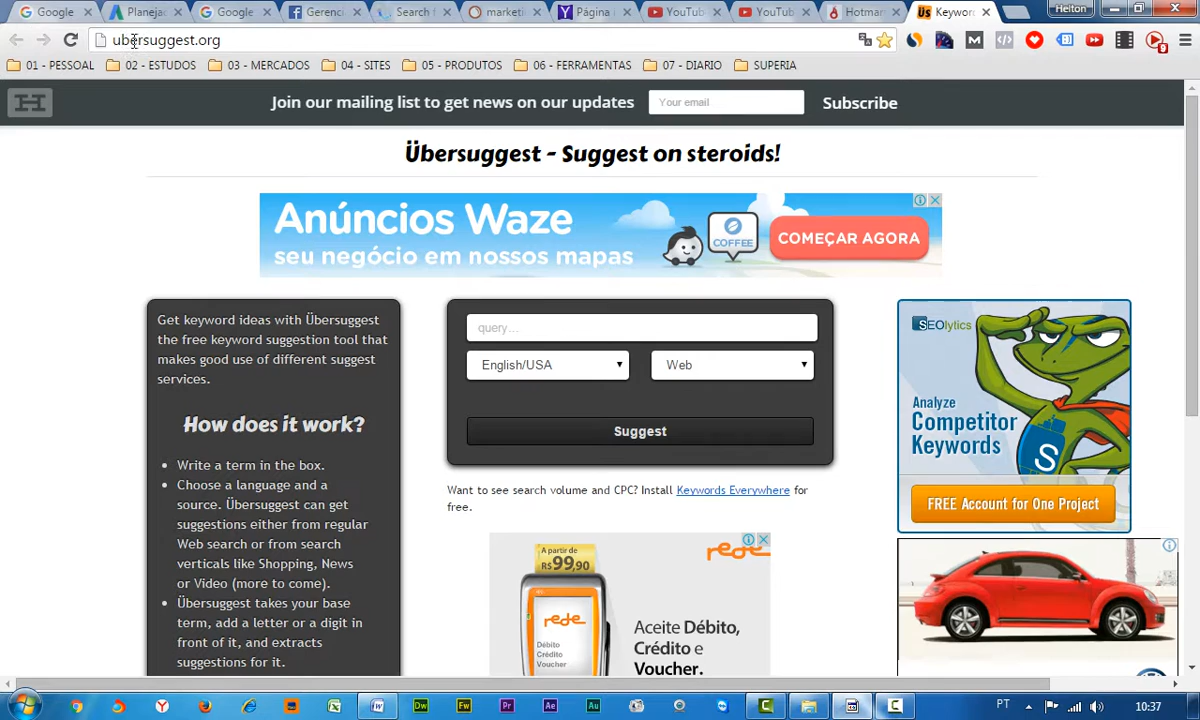 Google
Planeja
Google
Gerenci
Search
marketi
Página i
YouTub
YouTub
Hotmar
Keywor
Helton
ubersuggest.org
01 - PESSOAL
02 - ESTUDOS
03 - MERCADOS
04 - SITES
05 - PRODUTOS
06 - FERRAMENTAS
07 - DIARIO
SUPERIA
Join our mailing list to get news on our updates
Your email
Subscribe
Übersuggest - Suggest on steroids!
Anúncios Waze
seu negócio em nossos mapas
COFFEE
COMEÇAR AGORA
Get keyword ideas with Übersuggest
the free keyword suggestion tool that
makes good use of different suggest
services.
How does it work?
Write a term in the box.
Choose a language and a
source. Übersuggest can get
suggestions either from regular
Web search or from search
verticals like Shopping, News
or Video (more to come).
Übersuggest takes your base
term, add a letter or a digit in
front of it, and extracts
suggestions for it.
query...
English/USA
Web
Suggest
Want to see search volume and CPC? Install Keywords Everywhere for
free.
A partir de
R$99,90
rede
rede
Débito
Crédito
Voucher
Aceite Débito,
Crédito e
Voucher.
SEOlytics
Analyze
Competitor
Keywords
S
FREE Account for One Project
PT
10:37